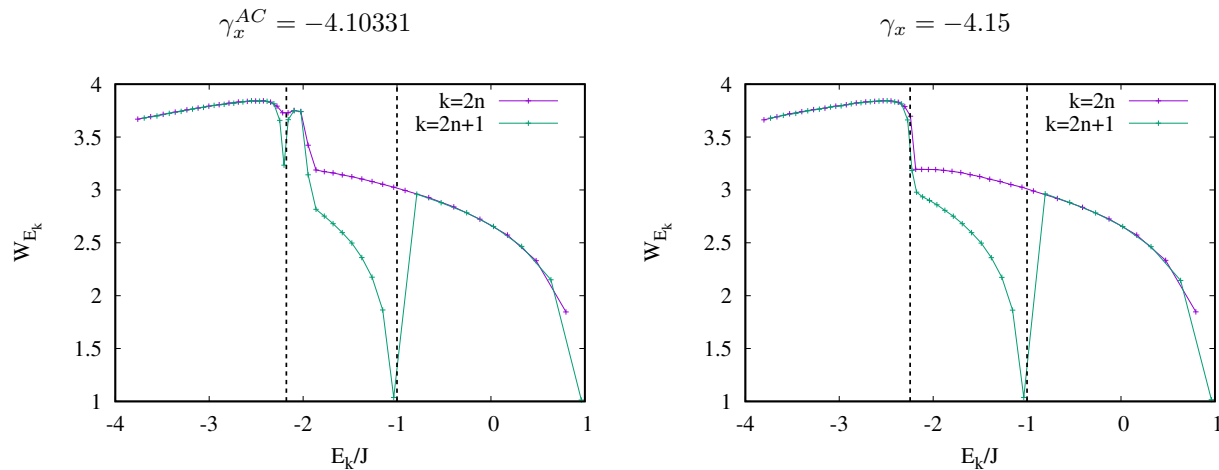 γ_x^{AC} = −4.10331
4
3.5
3
2.5
2
1.5
1
W_{E_k}
k=2n
k=2n+1
-4 -3 -2 -1 0 1
E_k/J
γ_x = −4.15
4
3.5
3
2.5
2
1.5
1
W_{E_k}
k=2n
k=2n+1
-4 -3 -2 -1 0 1
E_k/J